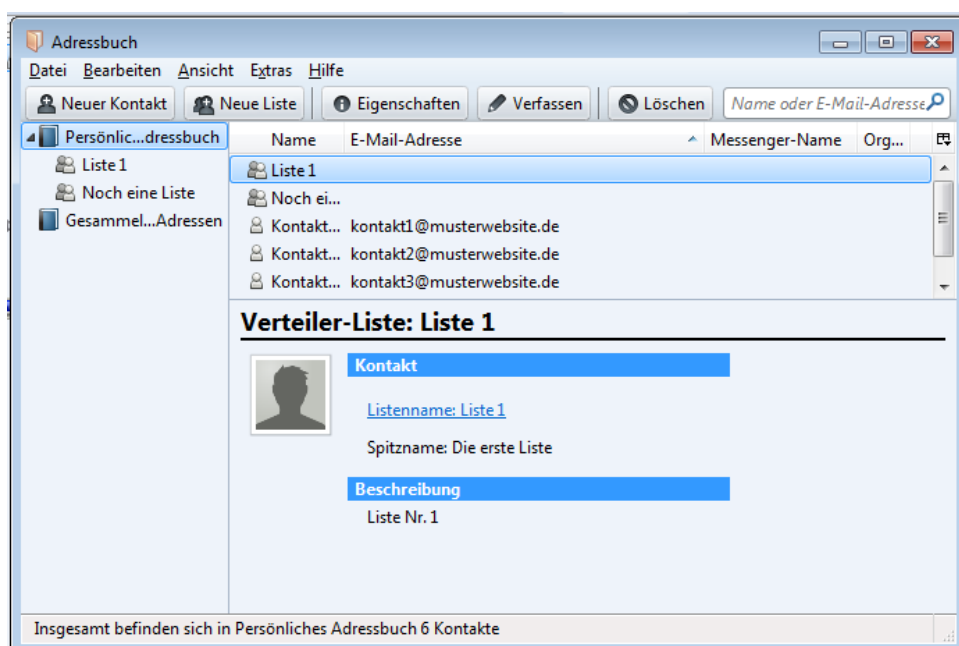 Adressbuch
Datei Bearbeiten Ansicht Extras Hilfe
Neuer Kontakt Neue Liste Eigenschaften Verfassen Löschen Name oder E-Mail-Adresse
Persönlic...dressbuch
Liste 1
Noch eine Liste
Gesammel...Adressen
Name E-Mail-Adresse Messenger-Name Org...
Liste 1
Noch ei...
Kontakt... kontakt1@musterwebsite.de
Kontakt... kontakt2@musterwebsite.de
Kontakt... kontakt3@musterwebsite.de
Verteiler-Liste: Liste 1
Kontakt
Listenname: Liste 1
Spitzname: Die erste Liste
Beschreibung
Liste Nr. 1
Insgesamt befinden sich in Persönliches Adressbuch 6 Kontakte